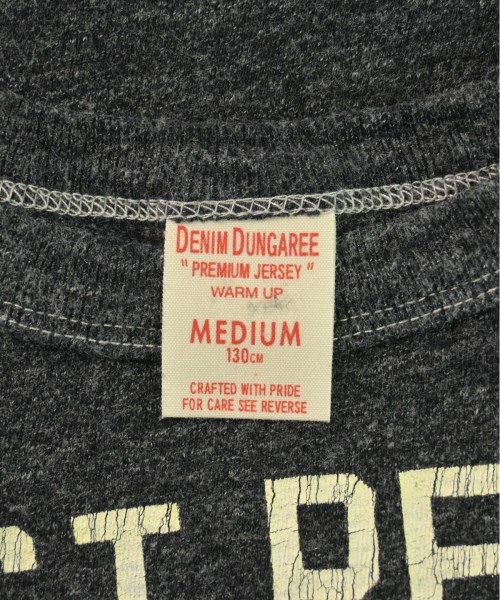 DENIM DUNGAREE
"PREMIUM JERSEY"
WARM UP
MEDIUM
130CM
CRAFTED WITH PRIDE
FOR CARE SEE REVERSE